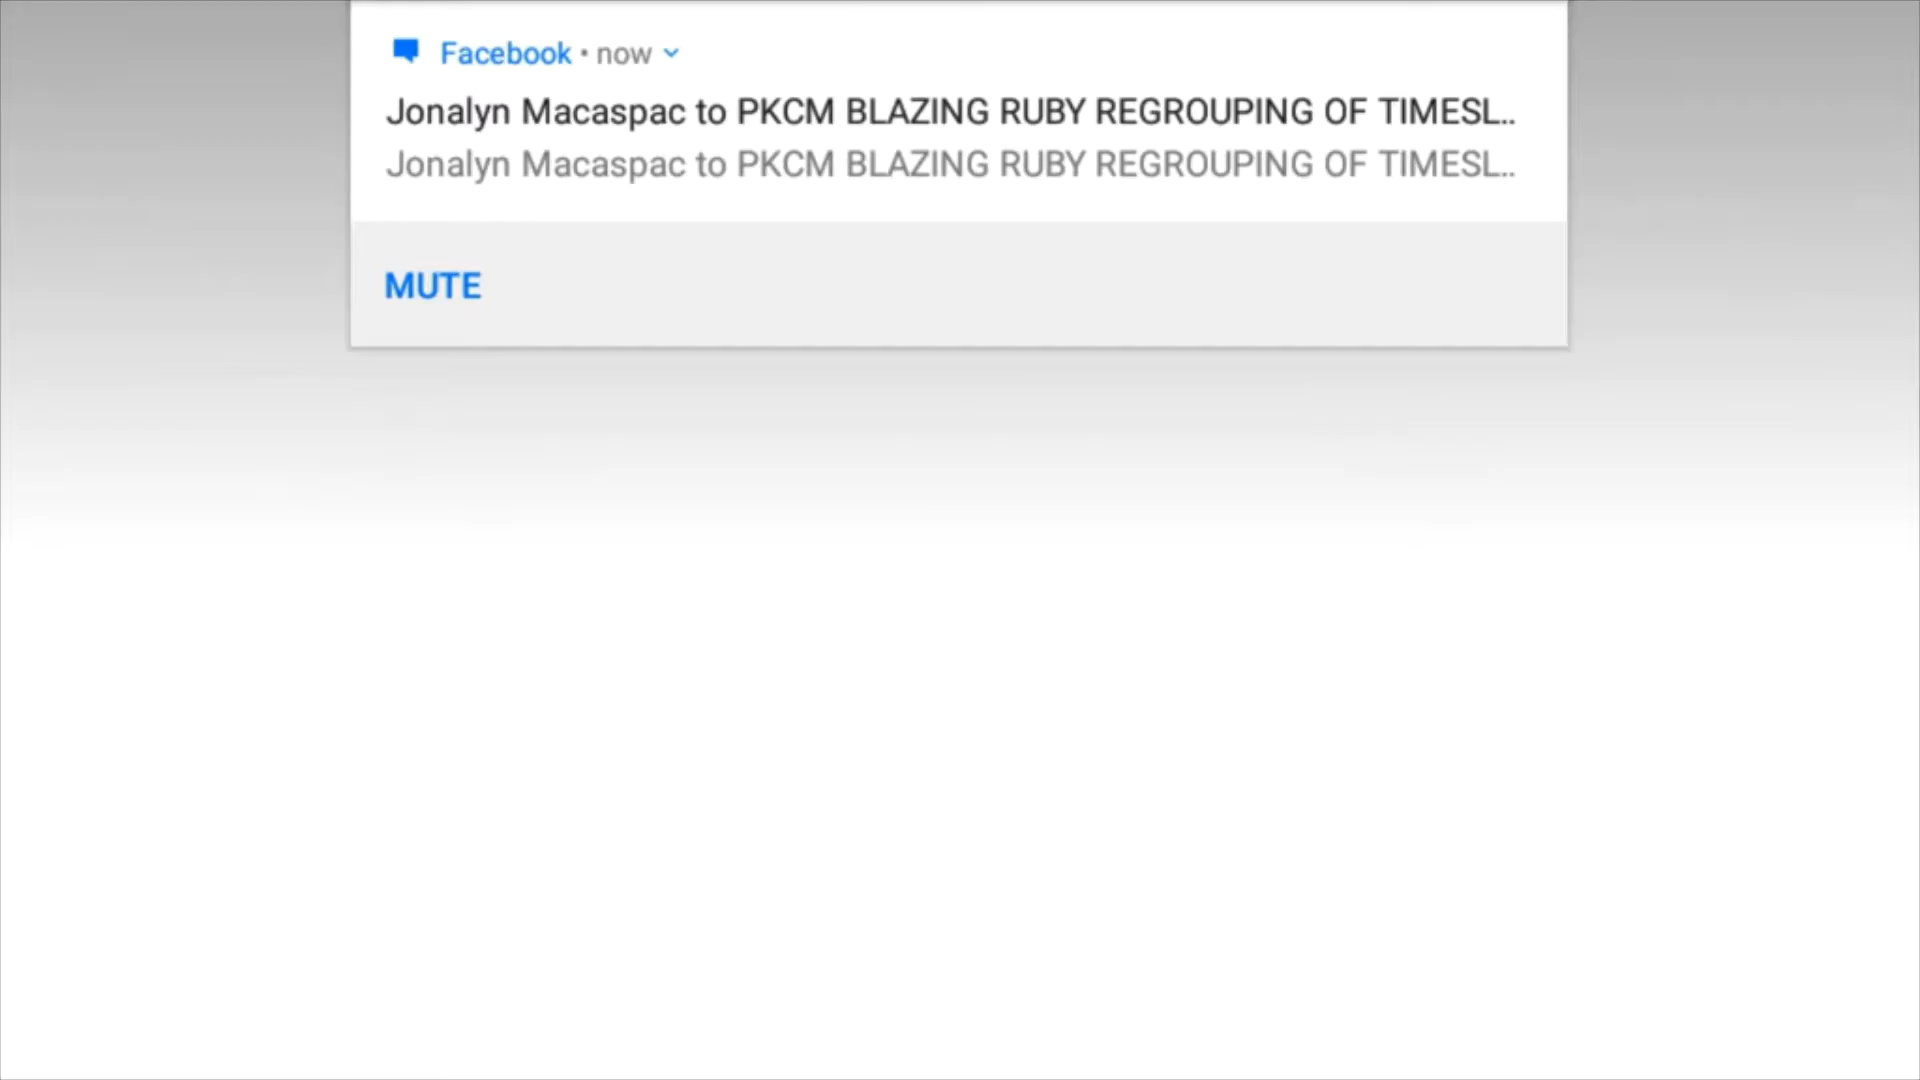 Facebook • now
Jonalyn Macaspac to PKCM BLAZING RUBY REGROUPING OF TIMESL..
Jonalyn Macaspac to PKCM BLAZING RUBY REGROUPING OF TIMESL..
MUTE